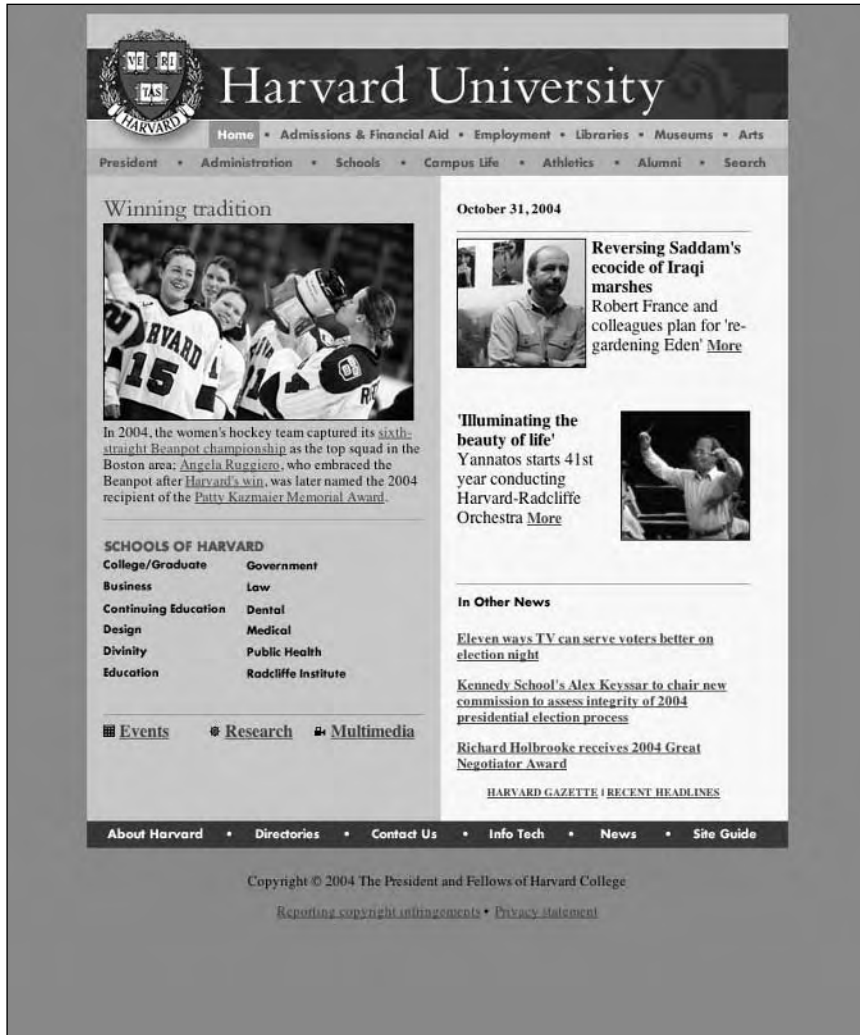 VE RI
TAS
HARVARD
Harvard University
Home • Admissions & Financial Aid • Employment • Libraries • Museums • Arts
President • Administration • Schools • Campus Life • Athletics • Alumni • Search
Winning tradition
HARVARD
15
In 2004, the women's hockey team captured its sixth-
straight Beanpot championship as the top squad in the
Boston area; Angela Ruggiero, who embraced the
Beanpot after Harvard's win, was later named the 2004
recipient of the Patty Kazmaier Memorial Award.
SCHOOLS OF HARVARD
College/Graduate Government
Business Law
Continuing Education Dental
Design Medical
Divinity Public Health
Education Radcliffe Institute
Events Research Multimedia
October 31, 2004
Reversing Saddam's
ecocide of Iraqi
marshes
Robert France and
colleagues plan for 're-
gardening Eden' More
'Illuminating the
beauty of life'
Yannatos starts 41st
year conducting
Harvard-Radcliffe
Orchestra More
In Other News
Eleven ways TV can serve voters better on
election night
Kennedy School's Alex Keyssar to chair new
commission to assess integrity of 2004
presidential election process
Richard Holbrooke receives 2004 Great
Negotiator Award
HARVARD GAZETTE | RECENT HEADLINES
About Harvard • Directories • Contact Us • Info Tech • News • Site Guide
Copyright © 2004 The President and Fellows of Harvard College
Reporting copyright infringements • Privacy statement